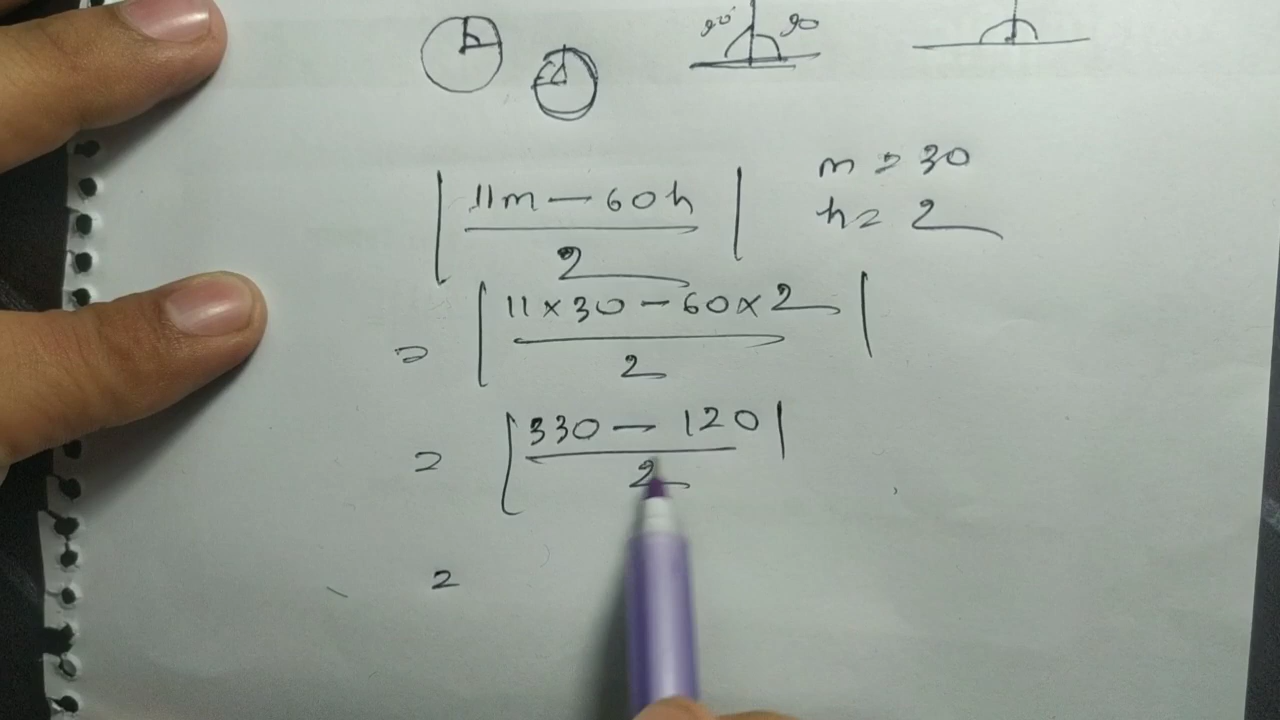 90° 90
m = 30
h = 2
| 11m — 60h / 2 |
= | 11 × 30 — 60 × 2 / 2 |
= | 330 — 120 / 2 |
=